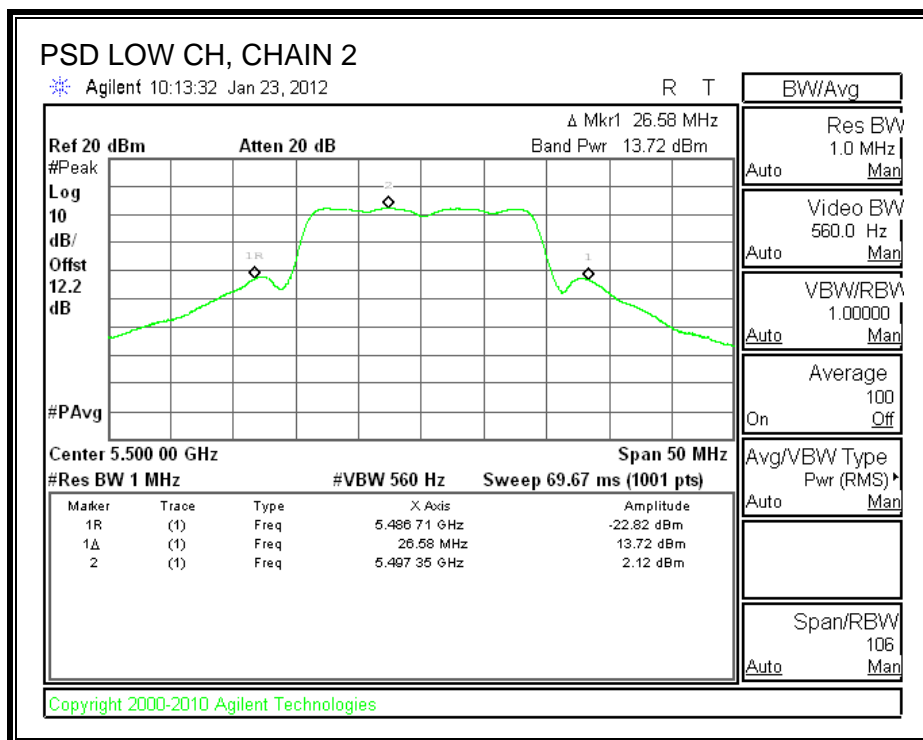 PSD LOW CH, CHAIN 2
Agilent 10:13:32 Jan 23, 2012 R T
Δ Mkr1 26.58 MHz
Ref 20 dBm Atten 20 dB Band Pwr 13.72 dBm
#Peak
Log
10
dB/
Offst
12.2
dB
2
1R
1
#PAvg
Center 5.500 00 GHz Span 50 MHz
#Res BW 1 MHz #VBW 560 Hz Sweep 69.67 ms (1001 pts)
Marker Trace Type X Axis Amplitude
1R (1) Freq 5.486 71 GHz -22.82 dBm
1Δ (1) Freq 26.58 MHz 13.72 dBm
2 (1) Freq 5.497 35 GHz 2.12 dBm
BW/Avg
Res BW
1.0 MHz
Auto Man
Video BW
560.0 Hz
Auto Man
VBW/RBW
1.00000
Auto Man
Average
100
On Off
Avg/VBW Type
Pwr (RMS)
Auto Man
Span/RBW
106
Auto Man
Copyright 2000-2010 Agilent Technologies